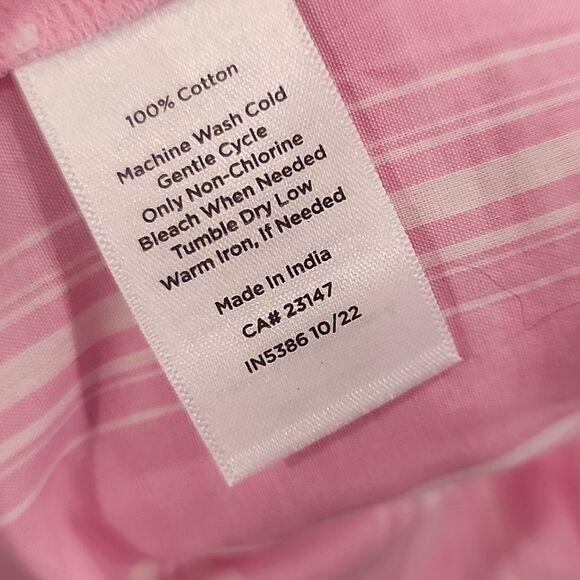 100% Cotton
Machine Wash Cold
Gentle Cycle
Only Non-Chlorine
Bleach When Needed
Tumble Dry Low
Warm Iron, If Needed
Made In India
CA# 23147
IN5386 10/22